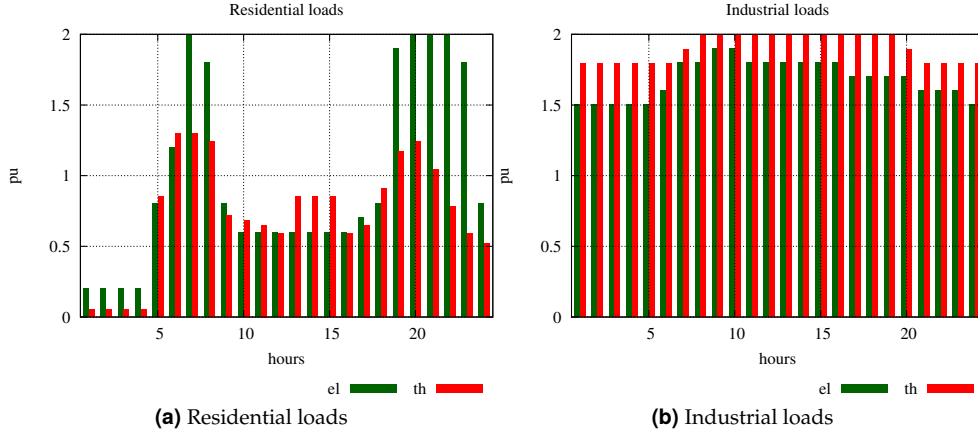 Residential loads
2
1.5
1
0.5
0
pu
5 10 15 20
hours
el th
(a) Residential loads
Industrial loads
2
1.5
1
0.5
0
pu
5 10 15 20
hours
el th
(b) Industrial loads